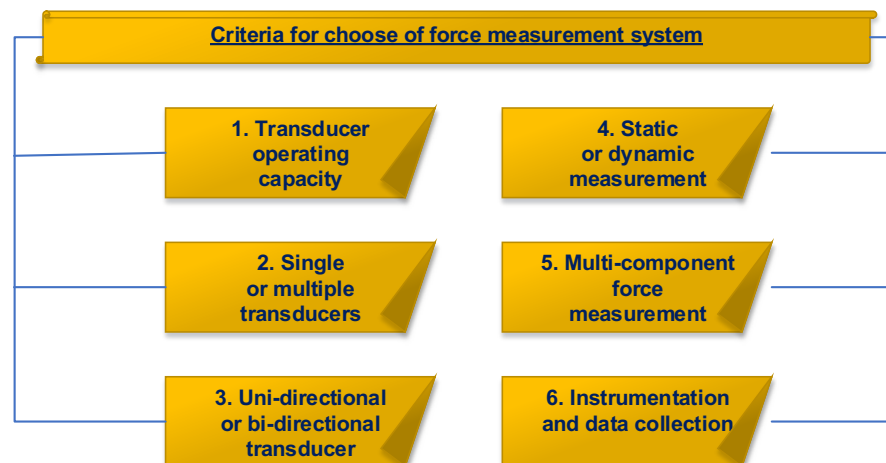 Criteria for choose of force measurement system
1. Transducer
operating
capacity
2. Single
or multiple
transducers
3. Uni-directional
or bi-directional
transducer
4. Static
or dynamic
measurement
5. Multi-component
force
measurement
6. Instrumentation
and data collection